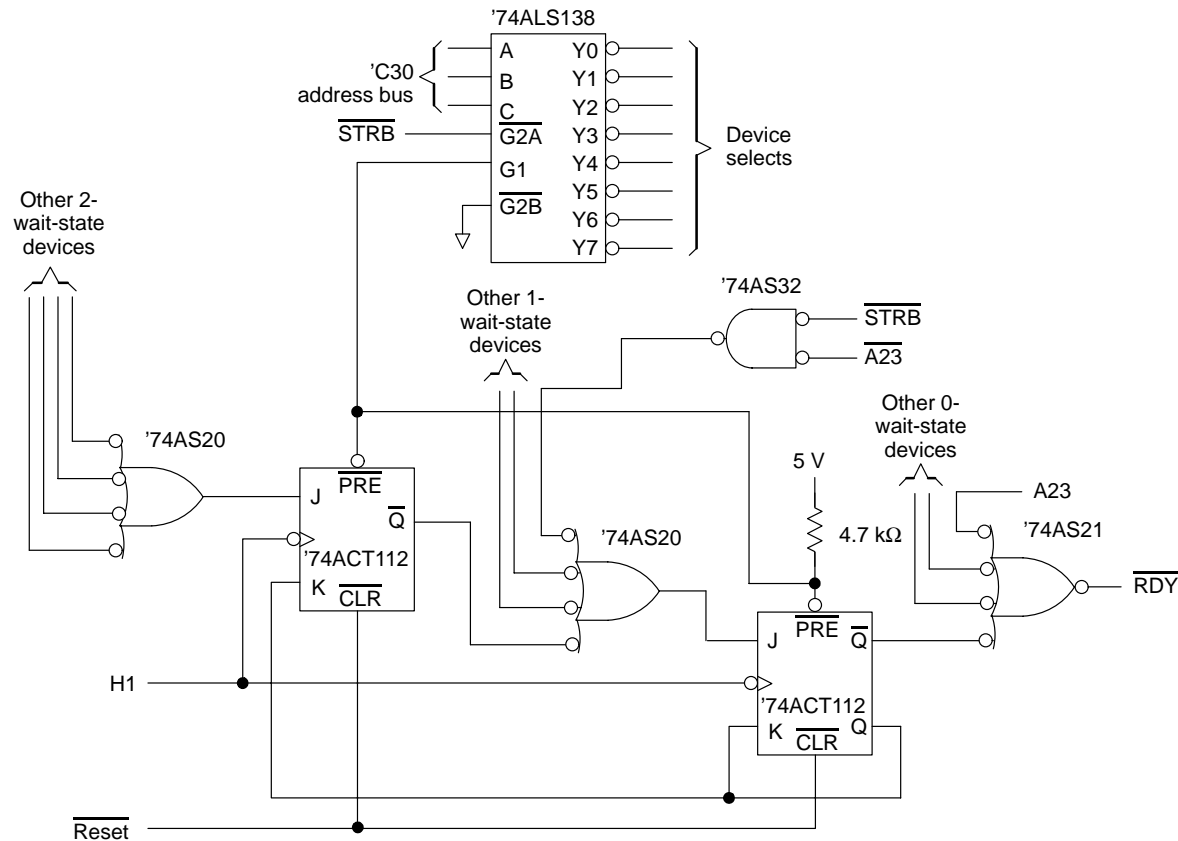 '74ALS138
'C30
address bus
A
B
C
STRB
G2A
G1
G2B
Y0
Y1
Y2
Y3
Y4
Y5
Y6
Y7
Device
selects
Other 2-
wait-state
devices
Other 1-
wait-state
devices
'74AS32
STRB
A23
Other 0-
wait-state
devices
'74AS20
5 V
4.7 kΩ
A23
'74AS21
RDY
J
PRE
Q
'74ACT112
K
CLR
'74AS20
J
PRE
Q
'74ACT112
K
CLR
Q
H1
Reset